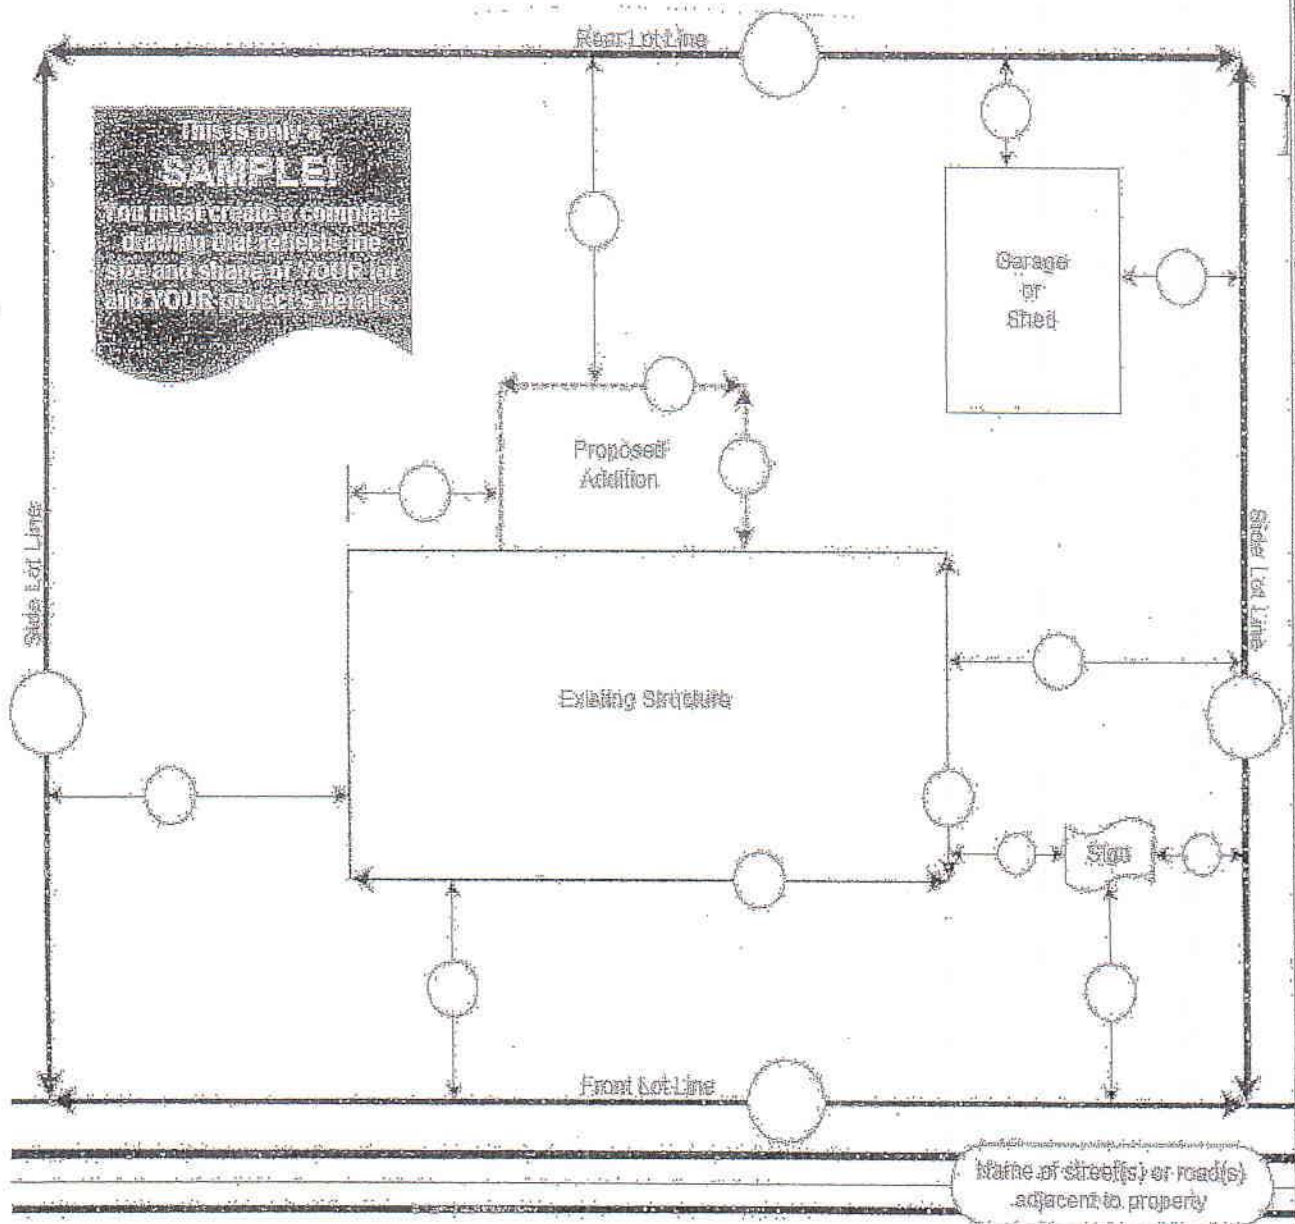 Rear Lot Line
This is only a
SAMPLE!
You must create a complete
drawing that reflects the
size and shape of YOUR lot
and YOUR project's details.
Garage
or
Shed
Proposed
Addition
Side Lot Line
Side Lot Line
Existing Structure
Sign
Front Lot Line
Name of street(s) or road(s)
adjacent to property